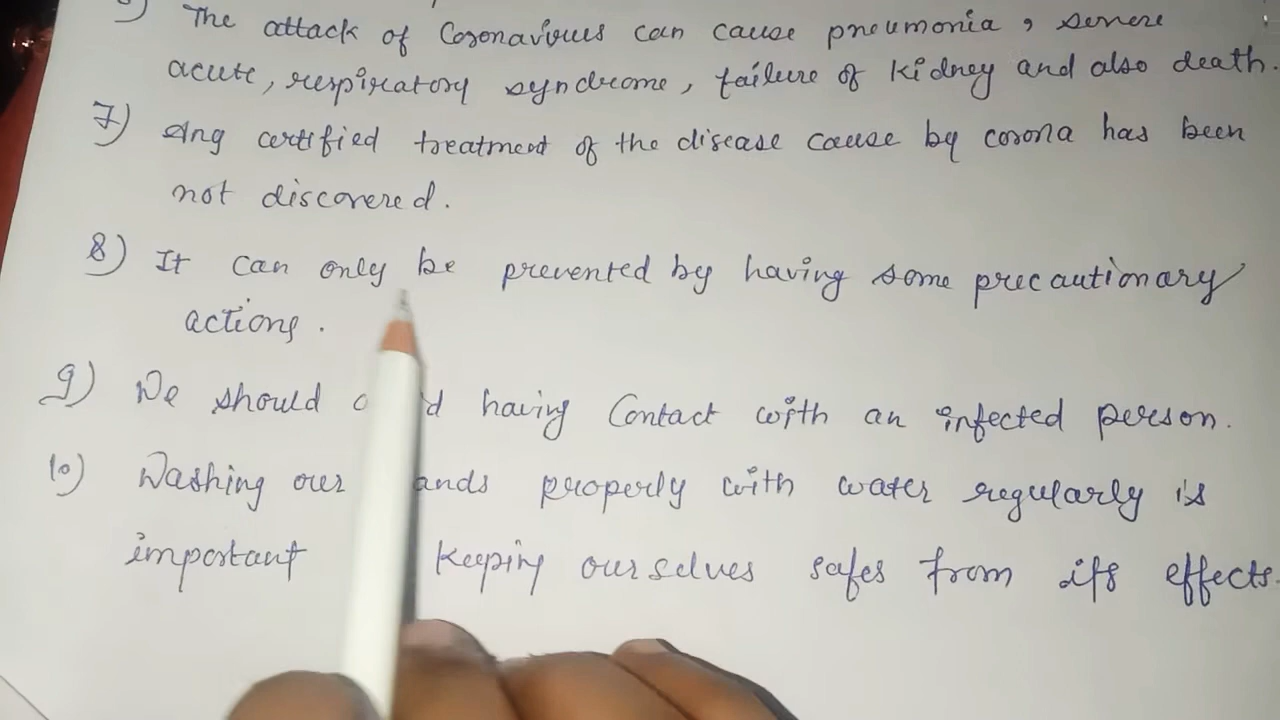 The attack of Coronavirus can cause pneumonia, severe
acute, respiratory syndrome, failure of kidney and also death.
7) Any certified treatment of the disease cause by corona has been
not discovered.
8) It can only be prevented by having some precautionary
actions.
9) We should having Contact with an infected person.
10) Washing our properly with water regularly is
important keeping ourselves safes from its effects.